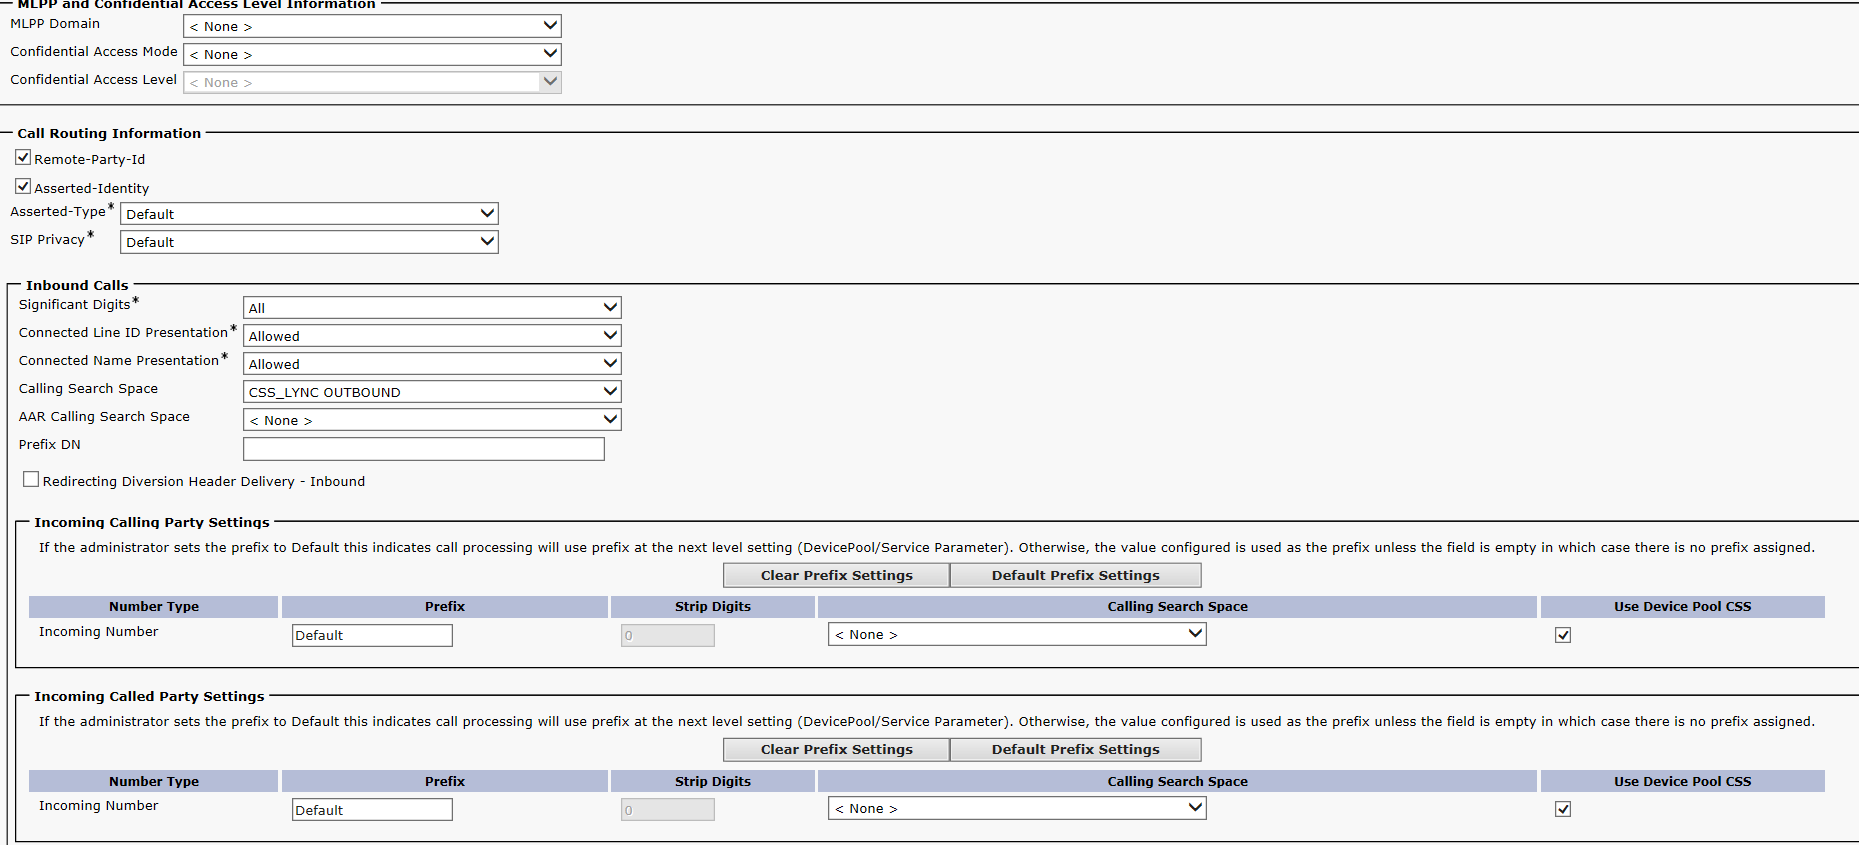 MLPP and Confidential Access Level Information
MLPP Domain < None >
Confidential Access Mode < None >
Confidential Access Level < None >
Call Routing Information
Remote-Party-Id
Asserted-Identity
Asserted-Type* Default
SIP Privacy* Default
Inbound Calls
Significant Digits* All
Connected Line ID Presentation* Allowed
Connected Name Presentation* Allowed
Calling Search Space CSS_LYNC OUTBOUND
AAR Calling Search Space < None >
Prefix DN
Redirecting Diversion Header Delivery - Inbound
Incoming Calling Party Settings
If the administrator sets the prefix to Default this indicates call processing will use prefix at the next level setting (DevicePool/Service Parameter). Otherwise, the value configured is used as the prefix unless the field is empty in which case there is no prefix assigned.
Clear Prefix Settings Default Prefix Settings
Number Type Prefix Strip Digits Calling Search Space Use Device Pool CSS
Incoming Number Default 0 < None >
Incoming Called Party Settings
If the administrator sets the prefix to Default this indicates call processing will use prefix at the next level setting (DevicePool/Service Parameter). Otherwise, the value configured is used as the prefix unless the field is empty in which case there is no prefix assigned.
Clear Prefix Settings Default Prefix Settings
Number Type Prefix Strip Digits Calling Search Space Use Device Pool CSS
Incoming Number Default 0 < None >